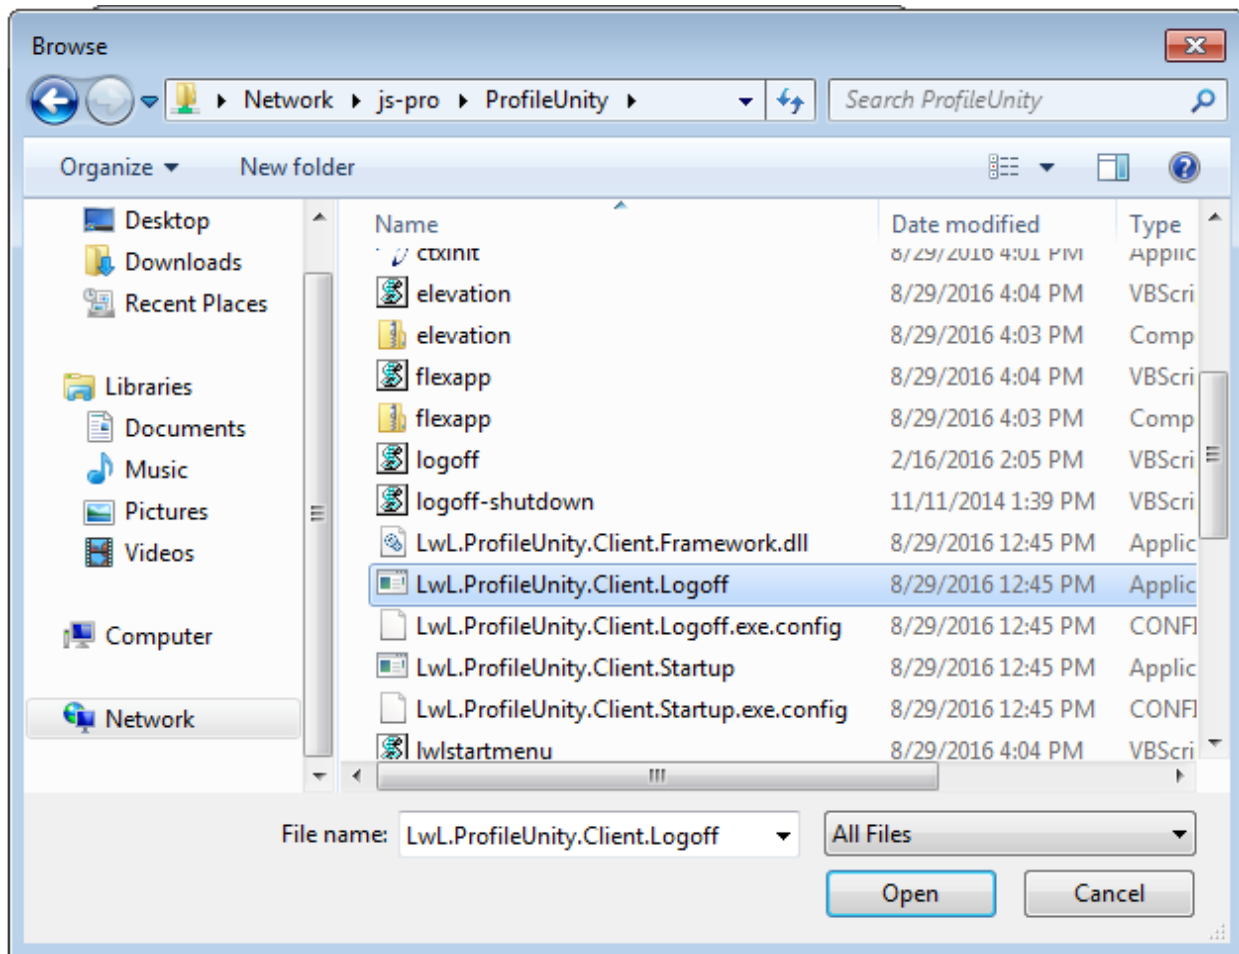 Browse
Network js-pro ProfileUnity Search ProfileUnity
Organize New folder
Desktop
Downloads
Recent Places
Libraries
Documents
Music
Pictures
Videos
Computer
Network
Name Date modified Type
ctxinit 8/29/2016 4:01 PM Applic
elevation 8/29/2016 4:04 PM VBScri
elevation 8/29/2016 4:03 PM Comp
flexapp 8/29/2016 4:04 PM VBScri
flexapp 8/29/2016 4:03 PM Comp
logoff 2/16/2016 2:05 PM VBScri
logoff-shutdown 11/11/2014 1:39 PM VBScri
LwL.ProfileUnity.Client.Framework.dll 8/29/2016 12:45 PM Applic
LwL.ProfileUnity.Client.Logoff 8/29/2016 12:45 PM Applic
LwL.ProfileUnity.Client.Logoff.exe.config 8/29/2016 12:45 PM CONFI
LwL.ProfileUnity.Client.Startup 8/29/2016 12:45 PM Applic
LwL.ProfileUnity.Client.Startup.exe.config 8/29/2016 12:45 PM CONFI
lwlstartmenu 8/29/2016 4:04 PM VBScri
File name: LwL.ProfileUnity.Client.Logoff All Files
Open Cancel